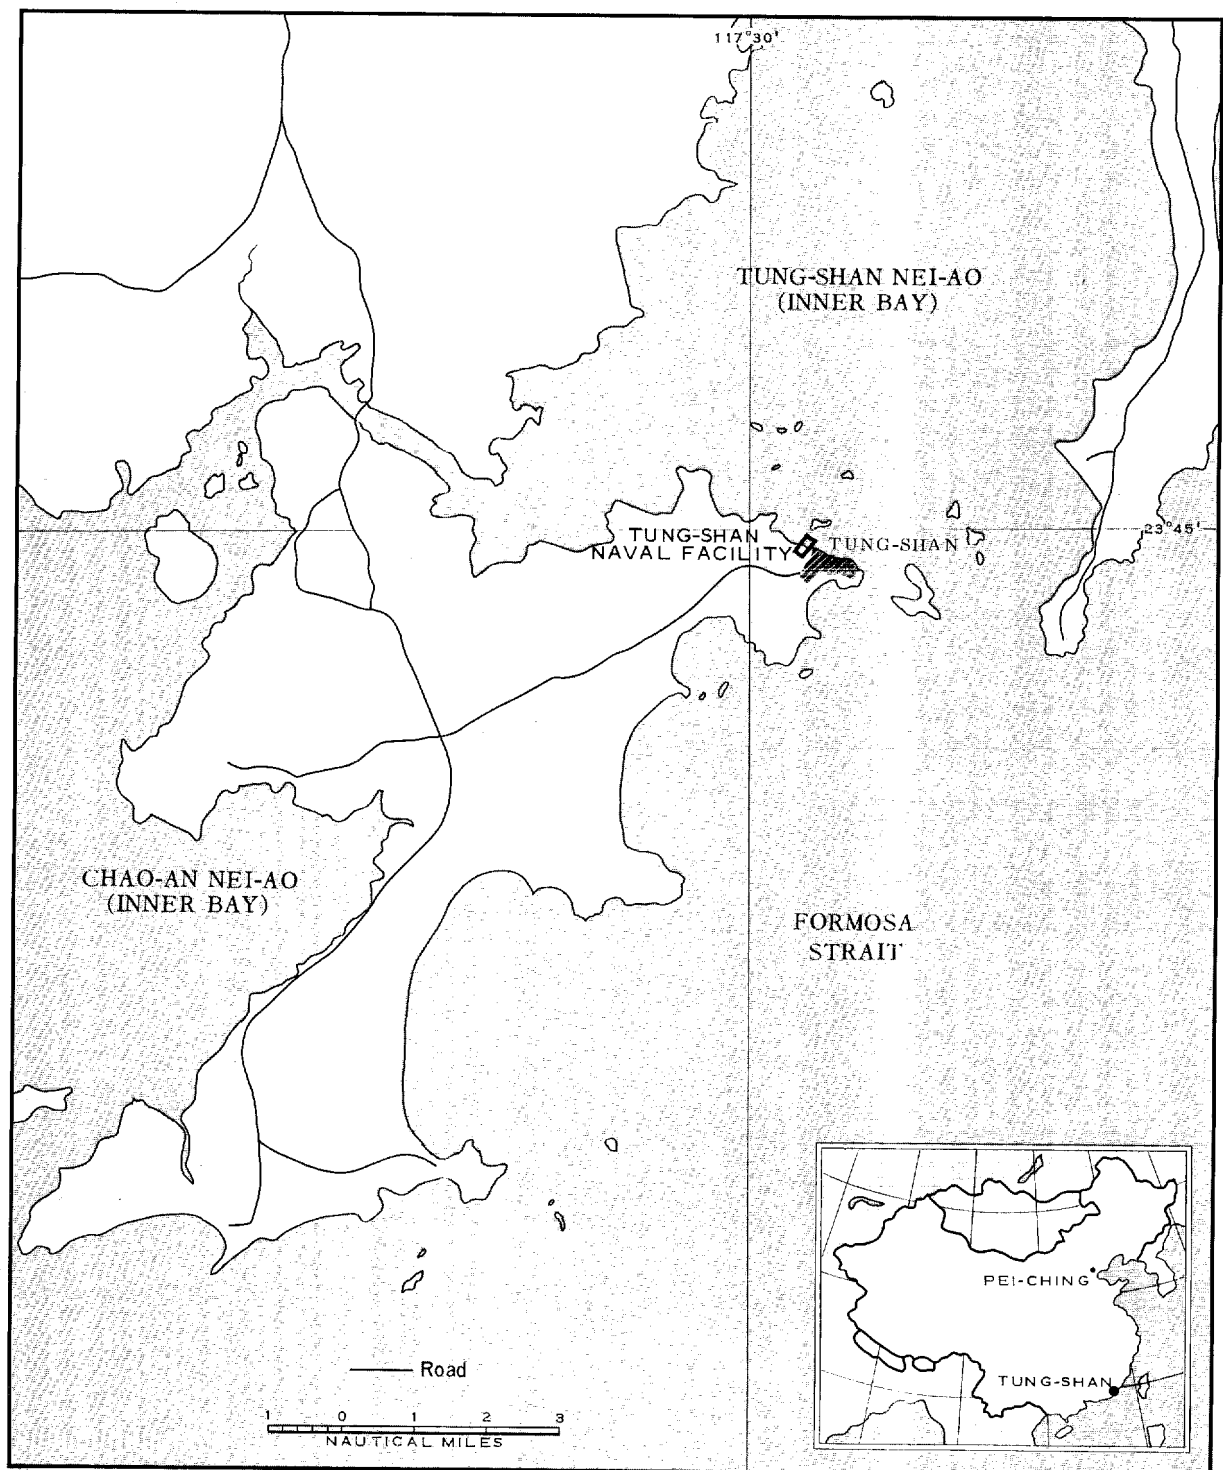 117°30'
TUNG-SHAN NEI-AO
(INNER BAY)
23°45'
TUNG-SHAN
NAVAL FACILITY
TUNG-SHAN
CHAO-AN NEI-AO
(INNER BAY)
FORMOSA
STRAIT
PEI-CHING
TUNG-SHAN
Road
1 0 1 2 3
NAUTICAL MILES